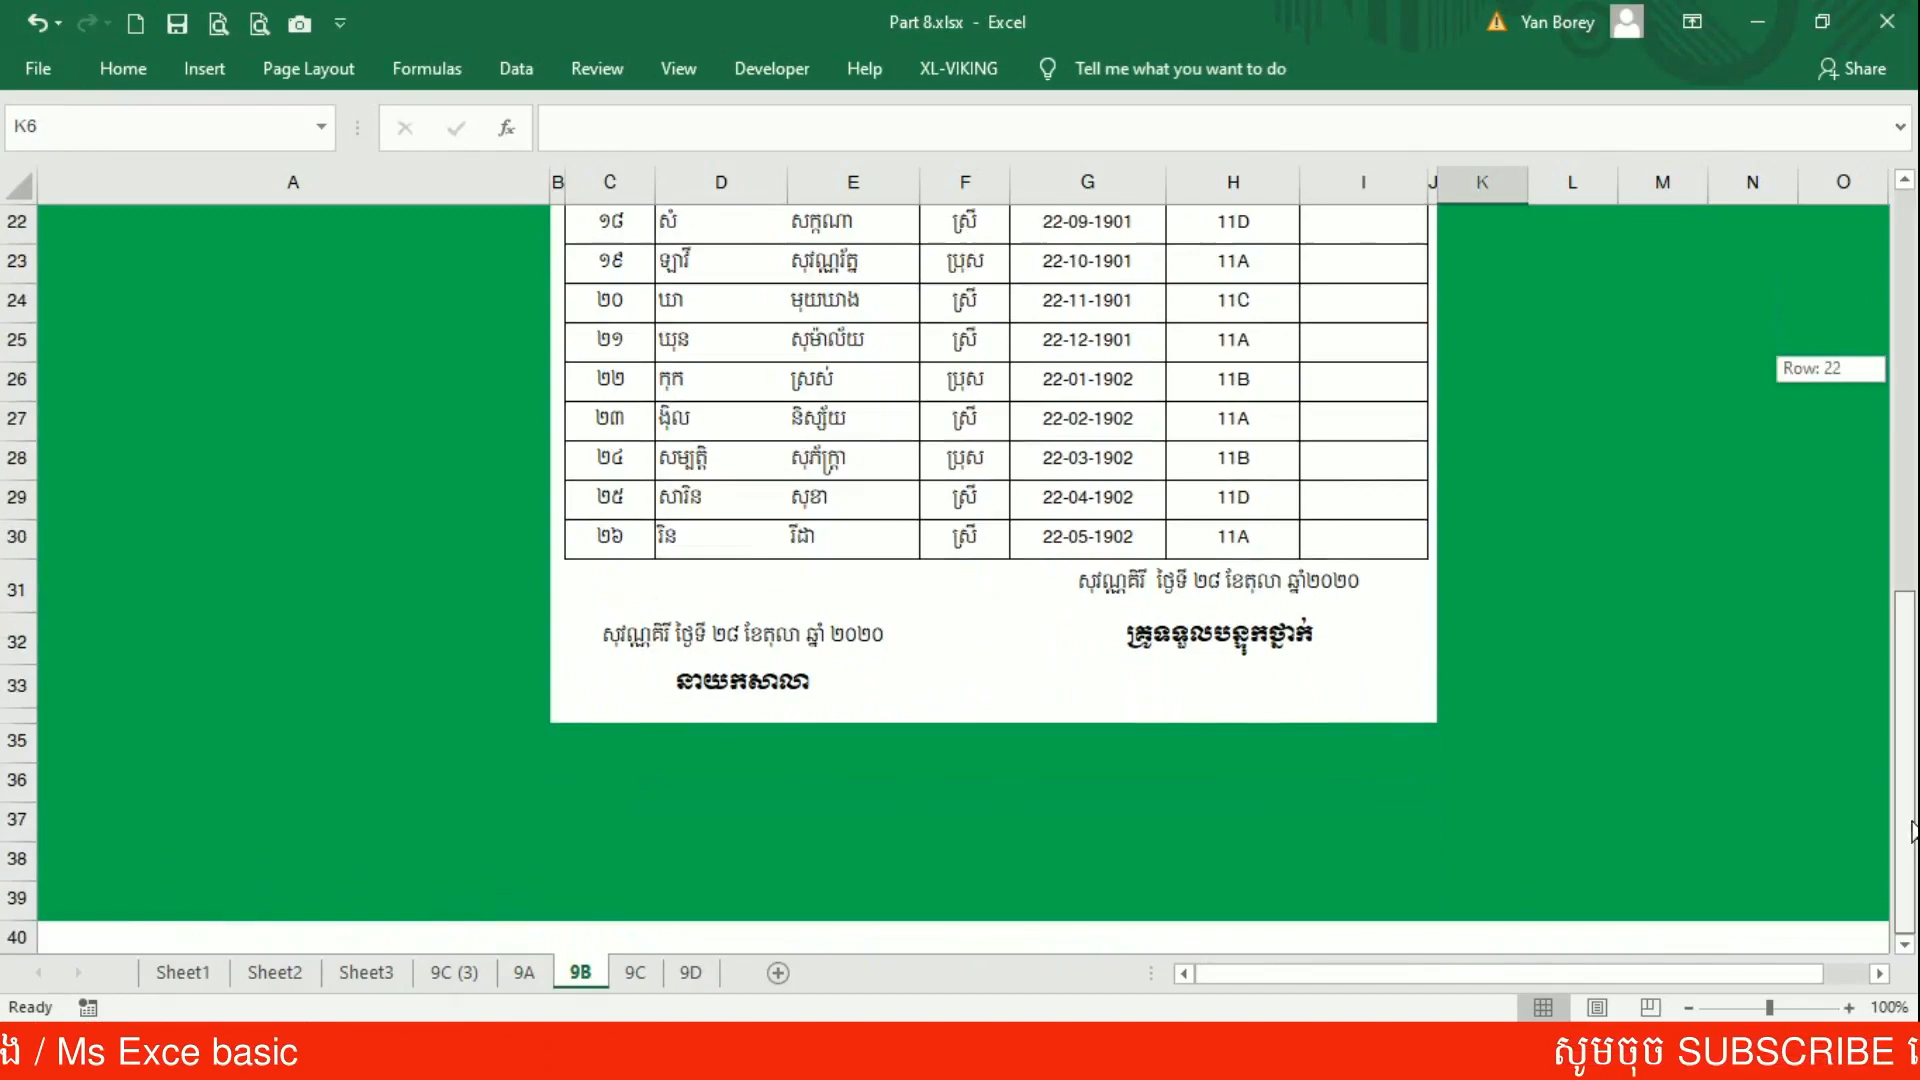 Part 8.xlsx - Excel
Yan Borey
File Home Insert Page Layout Formulas Data Review View Developer Help XL-VIKING Tell me what you want to do Share
K6 fx
A B C D E F G H I J K L M N O
22 ១៨ សំ សក្កណា ស្រី 22-09-1901 11D
23 ១៩ ឡាវី សុវណ្ណរ័ត្ន ប្រុស 22-10-1901 11A
24 ២០ ឃា មុយឃាង ស្រី 22-11-1901 11C
25 ២១ ឃុន សុម៉ាល័យ ស្រី 22-12-1901 11A
26 ២២ កុក ស្រស់ ប្រុស 22-01-1902 11B
Row: 22
27 ២៣ ង៉ិល និស្ស័យ ស្រី 22-02-1902 11A
28 ២៤ សម្បត្តិ សុភ័ក្ត្រា ប្រុស 22-03-1902 11B
29 ២៥ សារិន សុខា ស្រី 22-04-1902 11D
30 ២៦ រិន រីដា ស្រី 22-05-1902 11A
31 សុវណ្ណគិរី ថ្ងៃទី ២៨ ខែតុលា ឆ្នាំ២០២០
32 សុវណ្ណគិរី ថ្ងៃទី ២៨ ខែតុលា ឆ្នាំ ២០២០ គ្រូទទួលបន្ទុកថ្នាក់
33 នាយកសាលា
35
36
37
38
39
40
Sheet1 Sheet2 Sheet3 9C (3) 9A 9B 9C 9D
Ready 100%
ង / Ms Exce basic សូមចុច SUBSCRIBE